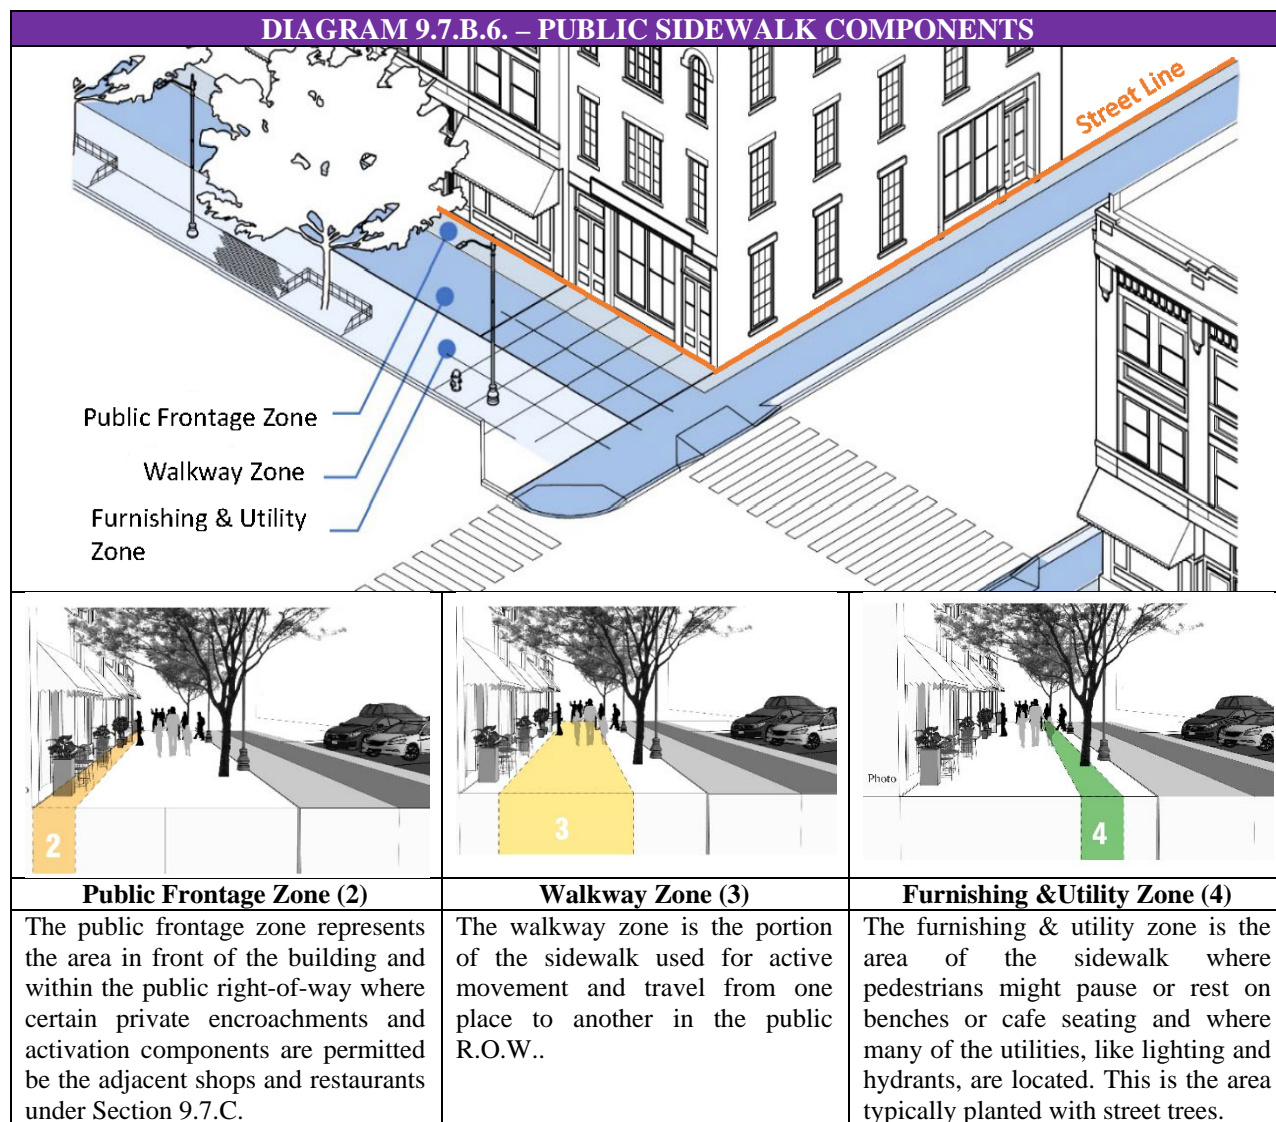 DIAGRAM 9.7.B.6. – PUBLIC SIDEWALK COMPONENTS
Street Line
Public Frontage Zone
Walkway Zone
Furnishing & Utility
Zone
2
3
Photo
4
Public Frontage Zone (2)
The public frontage zone represents
the area in front of the building and
within the public right-of-way where
certain private encroachments and
activation components are permitted
be the adjacent shops and restaurants
under Section 9.7.C.
Walkway Zone (3)
The walkway zone is the portion
of the sidewalk used for active
movement and travel from one
place to another in the public
R.O.W..
Furnishing &Utility Zone (4)
The furnishing & utility zone is the
area of the sidewalk where
pedestrians might pause or rest on
benches or cafe seating and where
many of the utilities, like lighting and
hydrants, are located. This is the area
typically planted with street trees.